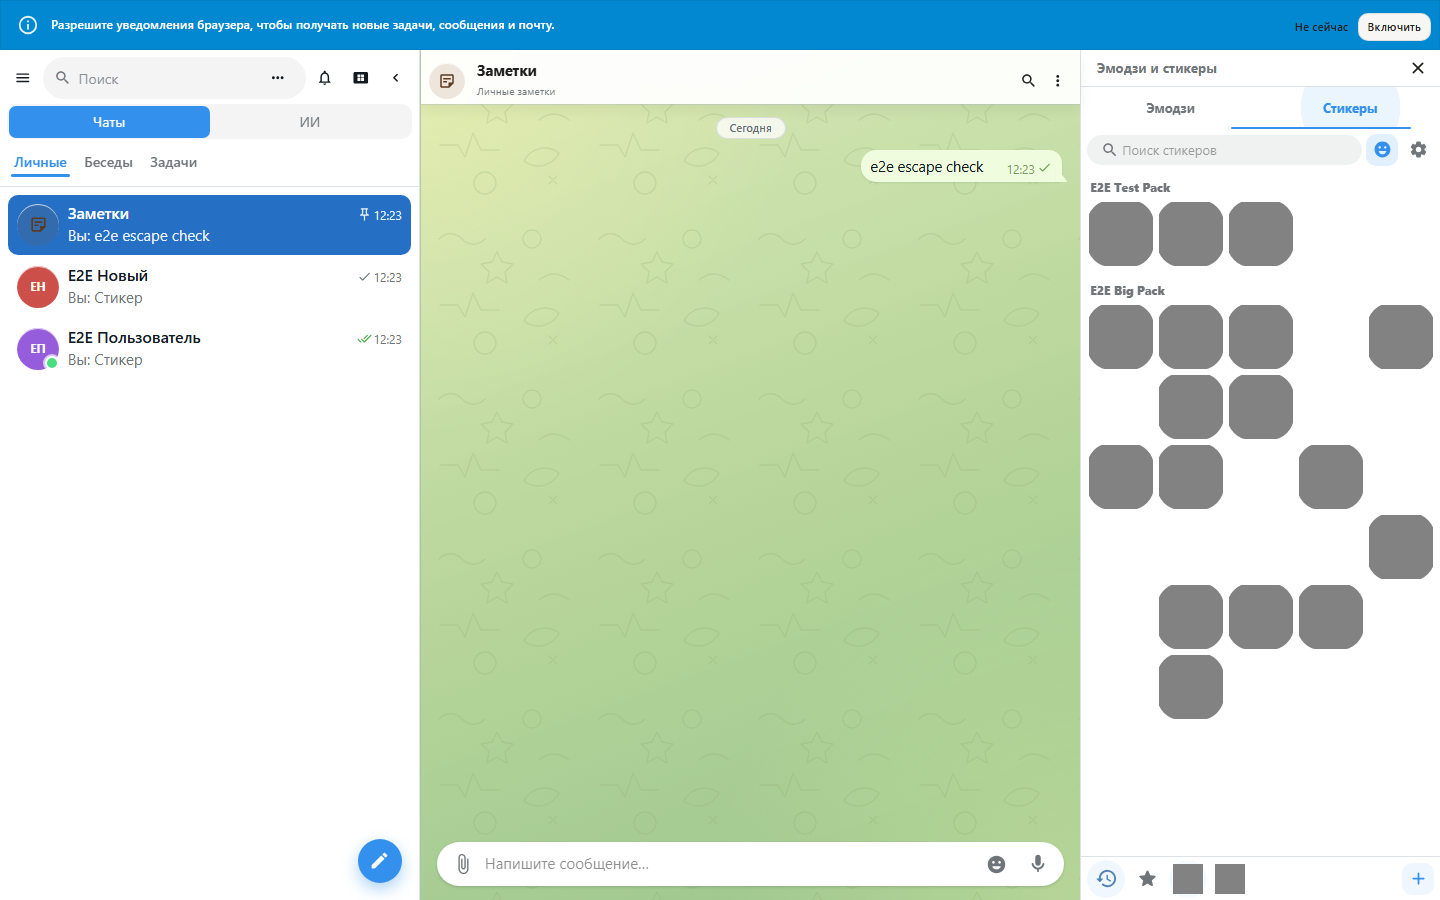 Разрешите уведомления браузера, чтобы получать новые задачи, сообщения и почту.
Не сейчас
Включить
Поиск
Чаты
ИИ
Личные
Беседы
Задачи
Заметки
12:23
Вы: e2e escape check
ЕН
E2E Новый
12:23
Вы: Стикер
ЕП
E2E Пользователь
12:23
Вы: Стикер
Заметки
Личные заметки
Сегодня
e2e escape check
12:23
Напишите сообщение...
Эмодзи и стикеры
Эмодзи
Стикеры
Поиск стикеров
E2E Test Pack
E2E Big Pack